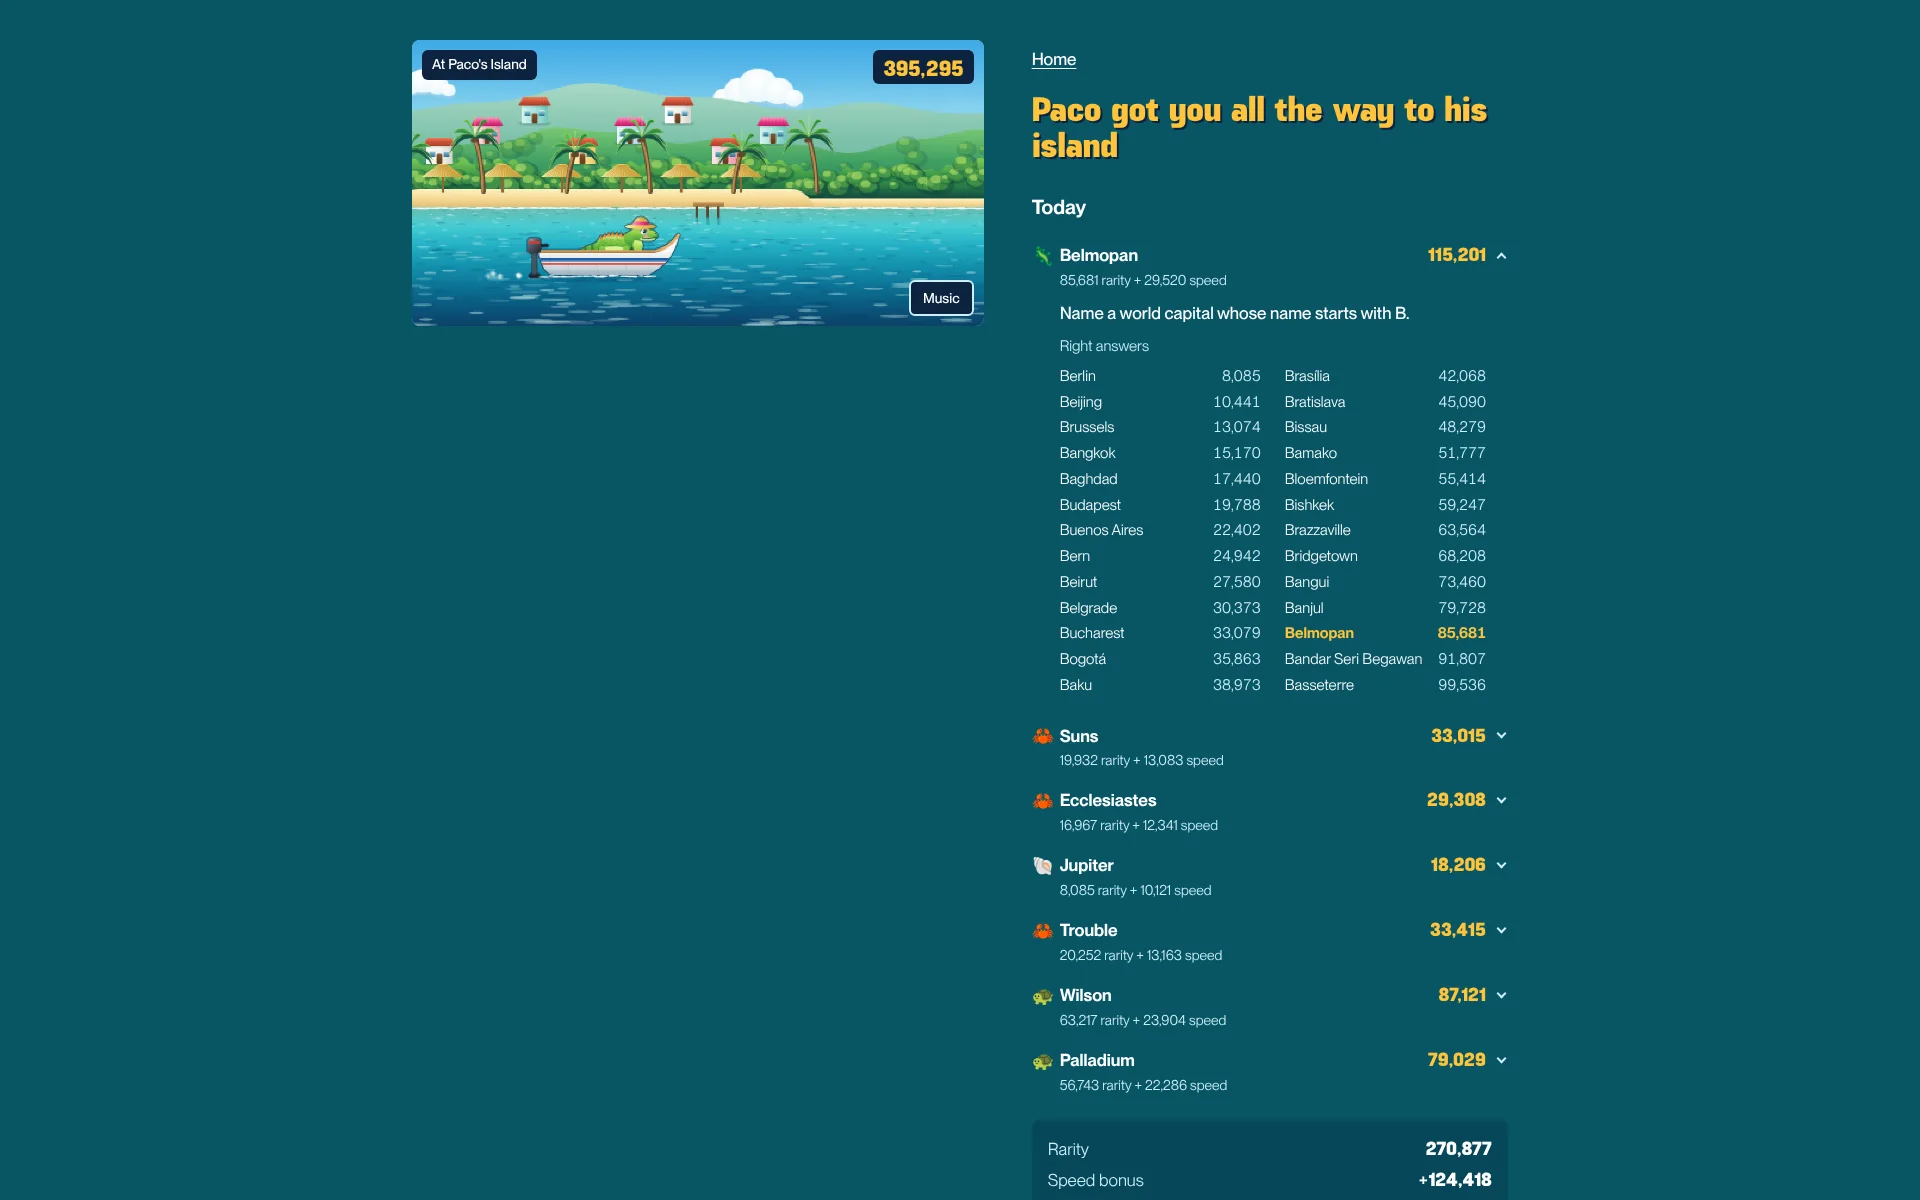 At Paco's Island
395,295
Music
Home
Paco got you all the way to his
island
Today
Belmopan 115,201
85,681 rarity + 29,520 speed
Name a world capital whose name starts with B.
Right answers
Berlin 8,085 Brasília 42,068
Beijing 10,441 Bratislava 45,090
Brussels 13,074 Bissau 48,279
Bangkok 15,170 Bamako 51,777
Baghdad 17,440 Bloemfontein 55,414
Budapest 19,788 Bishkek 59,247
Buenos Aires 22,402 Brazzaville 63,564
Bern 24,942 Bridgetown 68,208
Beirut 27,580 Bangui 73,460
Belgrade 30,373 Banjul 79,728
Bucharest 33,079 Belmopan 85,681
Bogotá 35,863 Bandar Seri Begawan 91,807
Baku 38,973 Basseterre 99,536
Suns 33,015
19,932 rarity + 13,083 speed
Ecclesiastes 29,308
16,967 rarity + 12,341 speed
Jupiter 18,206
8,085 rarity + 10,121 speed
Trouble 33,415
20,252 rarity + 13,163 speed
Wilson 87,121
63,217 rarity + 23,904 speed
Palladium 79,029
56,743 rarity + 22,286 speed
Rarity 270,877
Speed bonus +124,418